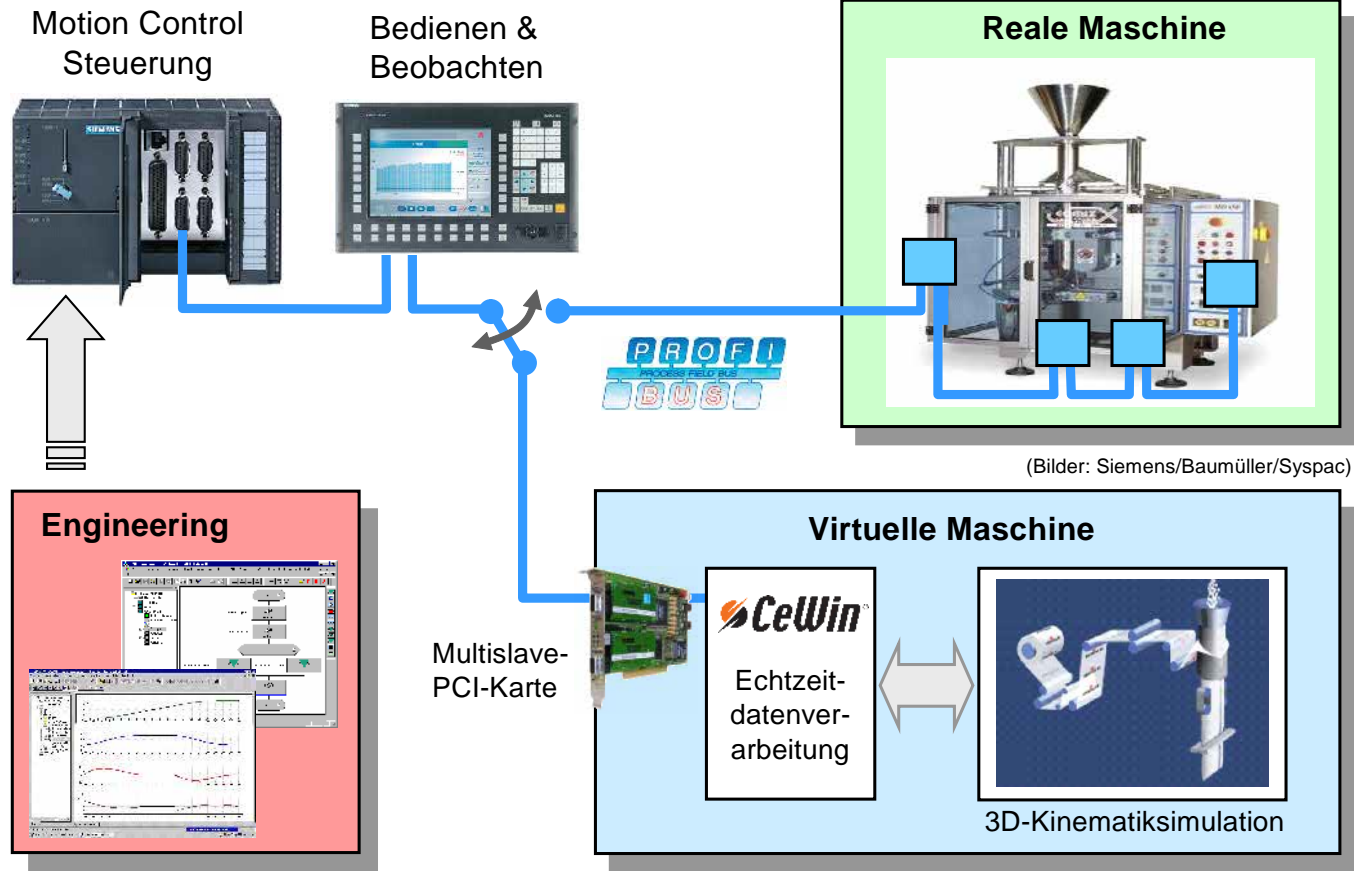 Motion Control
Steuerung
Bedienen &
Beobachten
Reale Maschine
SIEMENS
PROFI
PROCESS FIELD BUS
BUS
(Bilder: Siemens/Baumüller/Syspac)
Engineering
Virtuelle Maschine
Multislave-
PCI-Karte
CeWin
Echtzeit-
datenver-
arbeitung
3D-Kinematiksimulation